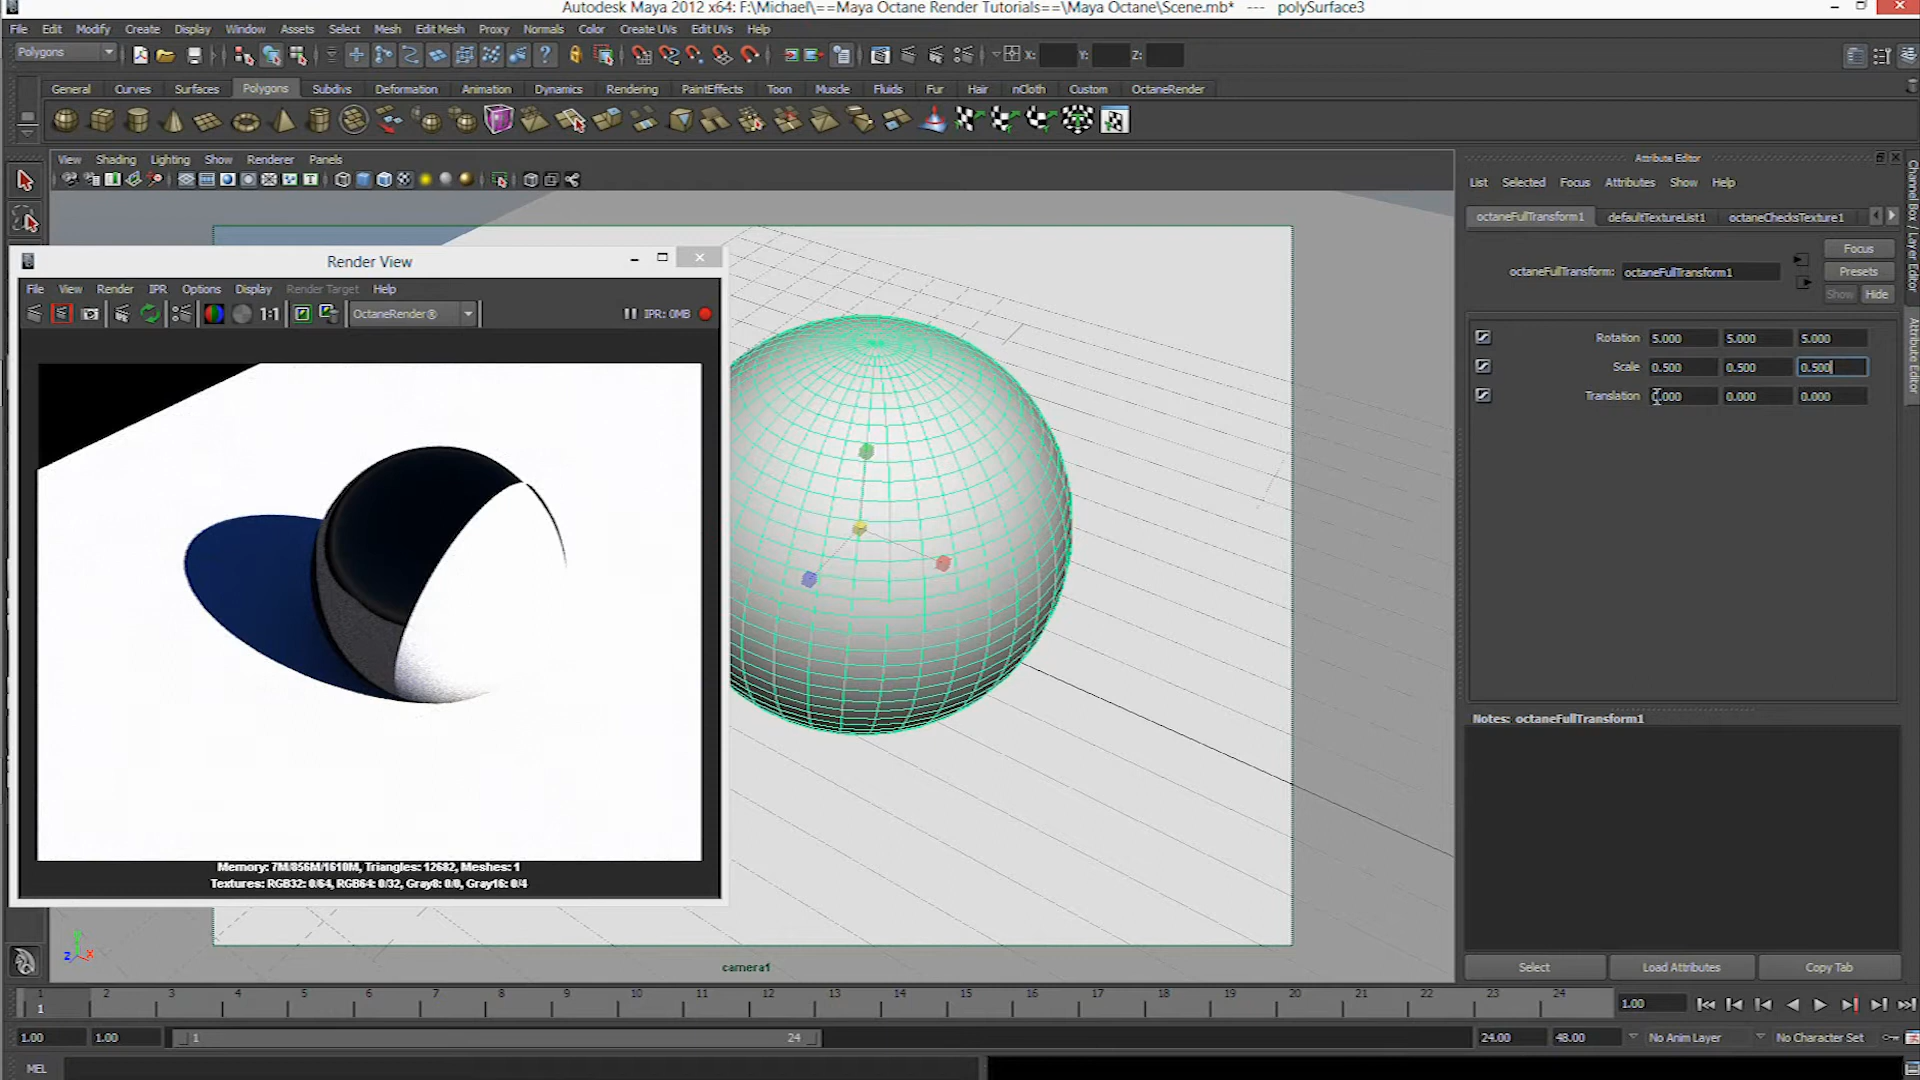 Autodesk Maya 2012 x64: F:\Michael\==Maya Octane Render Tutorials==\Maya Octane\Scene.mb* --- polySurface3
File Edit Modify Create Display Window Assets Select Mesh Edit Mesh Proxy Normals Color Create UVs Edit UVs Help
Polygons X: Y: Z:
General Curves Surfaces Polygons Subdivs Deformation Animation Dynamics Rendering PaintEffects Toon Muscle Fluids Fur Hair nCloth Custom OctaneRender
View Shading Lighting Show Renderer Panels
Attribute Editor
List Selected Focus Attributes Show Help
octaneFullTransform1 defaultTextureList1 octaneChecksTexture1
Focus
octaneFullTransform: octaneFullTransform1 Presets
Show Hide
Rotation 5.000 5.000 5.000
Scale 0.500 0.500 0.500
Translation 0.000 0.000 0.000
Notes: octaneFullTransform1
Select Load Attributes Copy Tab
Channel Box / Layer Editor
Attribute Editor
Render View
File View Render IPR Options Display Render Target Help
1:1 OctaneRender® IPR: 0MB
Memory: 7M/856M/1610M, Triangles: 12682, Meshes: 1
Textures: RGB32: 0/64, RGB64: 0/32, Gray8: 0/0, Gray16: 0/4
camera1
1 2 3 4 5 6 7 8 9 10 11 12 13 14 15 16 17 18 19 20 21 22 23 24
1 1.00
1.00 1.00 1 24 24.00 48.00 No Anim Layer No Character Set
MEL